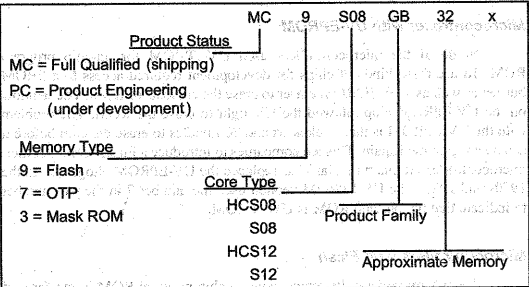 MC 9 S08 GB 32 x
Product Status
MC = Full Qualified (shipping)
PC = Product Engineering
(under development)
Memory Type
9 = Flash
7 = OTP
3 = Mask ROM
Core Type
HCS08
S08
HCS12
S12
Product Family
Approximate Memory